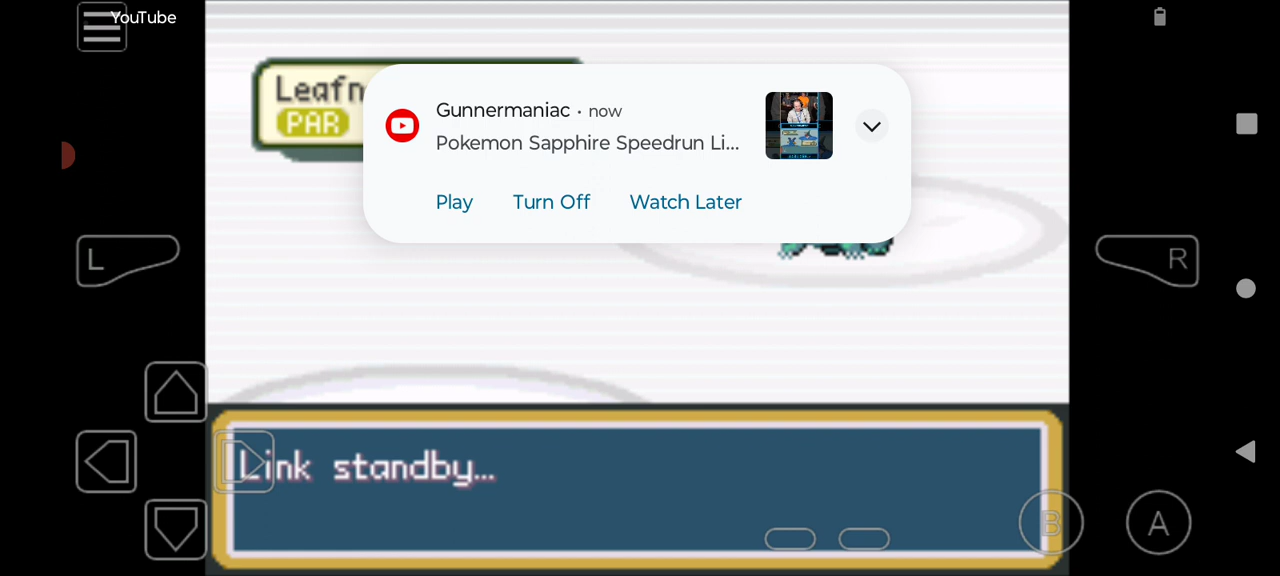 YouTube
Leafn
PAR
Gunnermaniac · now
Pokemon Sapphire Speedrun Li...
Play Turn Off Watch Later
L
R
Link standby...
B
A